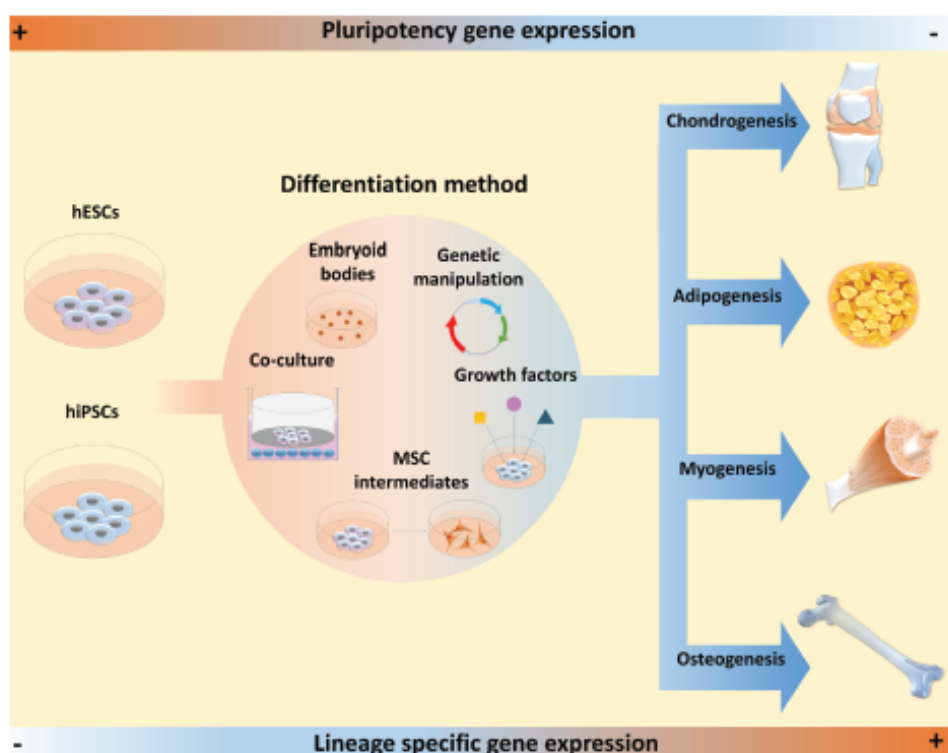 + Pluripotency gene expression -
Differentiation method
hESCs
hiPSCs
Embryoid
bodies
Genetic
manipulation
Co-culture
Growth factors
MSC
intermediates
Chondrogenesis
Adipogenesis
Myogenesis
Osteogenesis
- Lineage specific gene expression +